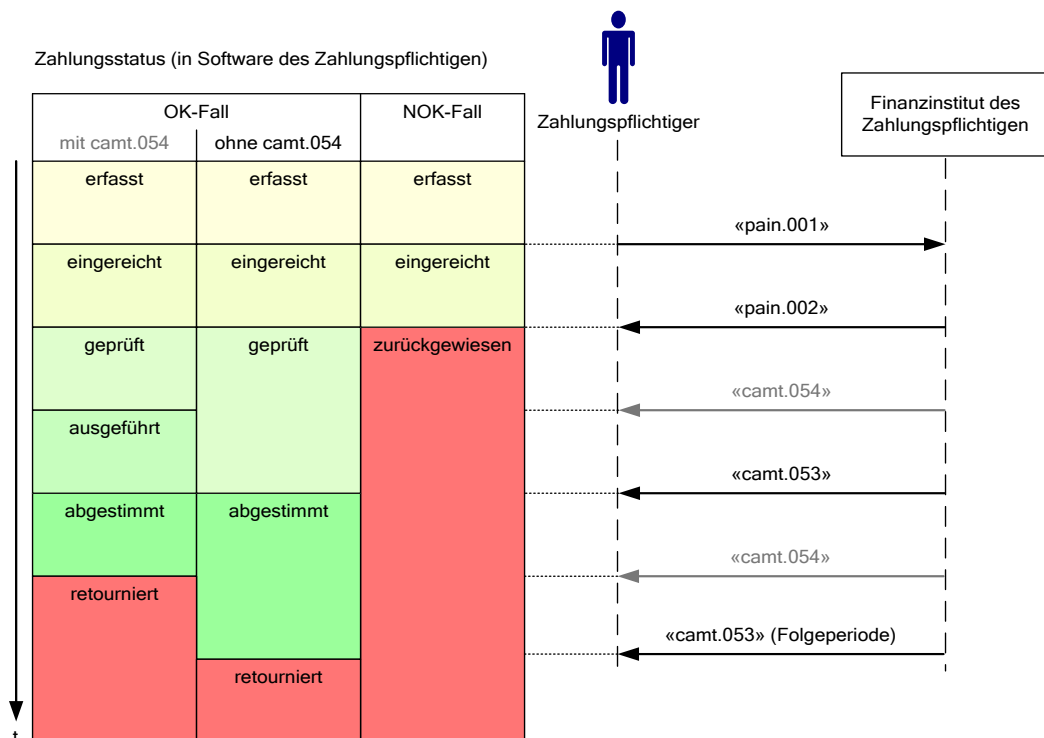 Zahlungsstatus (in Software des Zahlungspflichtigen)
OK-Fall
NOK-Fall
mit camt.054
ohne camt.054
erfasst
erfasst
erfasst
eingereicht
eingereicht
eingereicht
geprüft
geprüft
zurückgewiesen
ausgeführt
abgestimmt
abgestimmt
retourniert
retourniert
t
Zahlungspflichtiger
Finanzinstitut des
Zahlungspflichtigen
«pain.001»
«pain.002»
«camt.054»
«camt.053»
«camt.054»
«camt.053» (Folgeperiode)